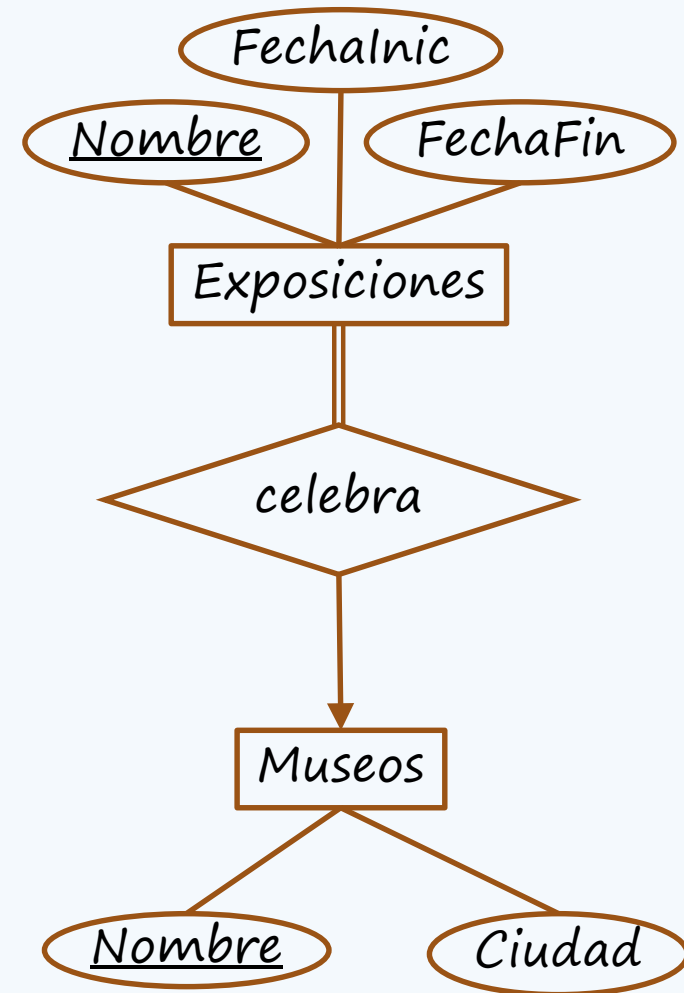 FechaInic
Nombre
FechaFin
Exposiciones
celebra
Museos
Nombre
Ciudad